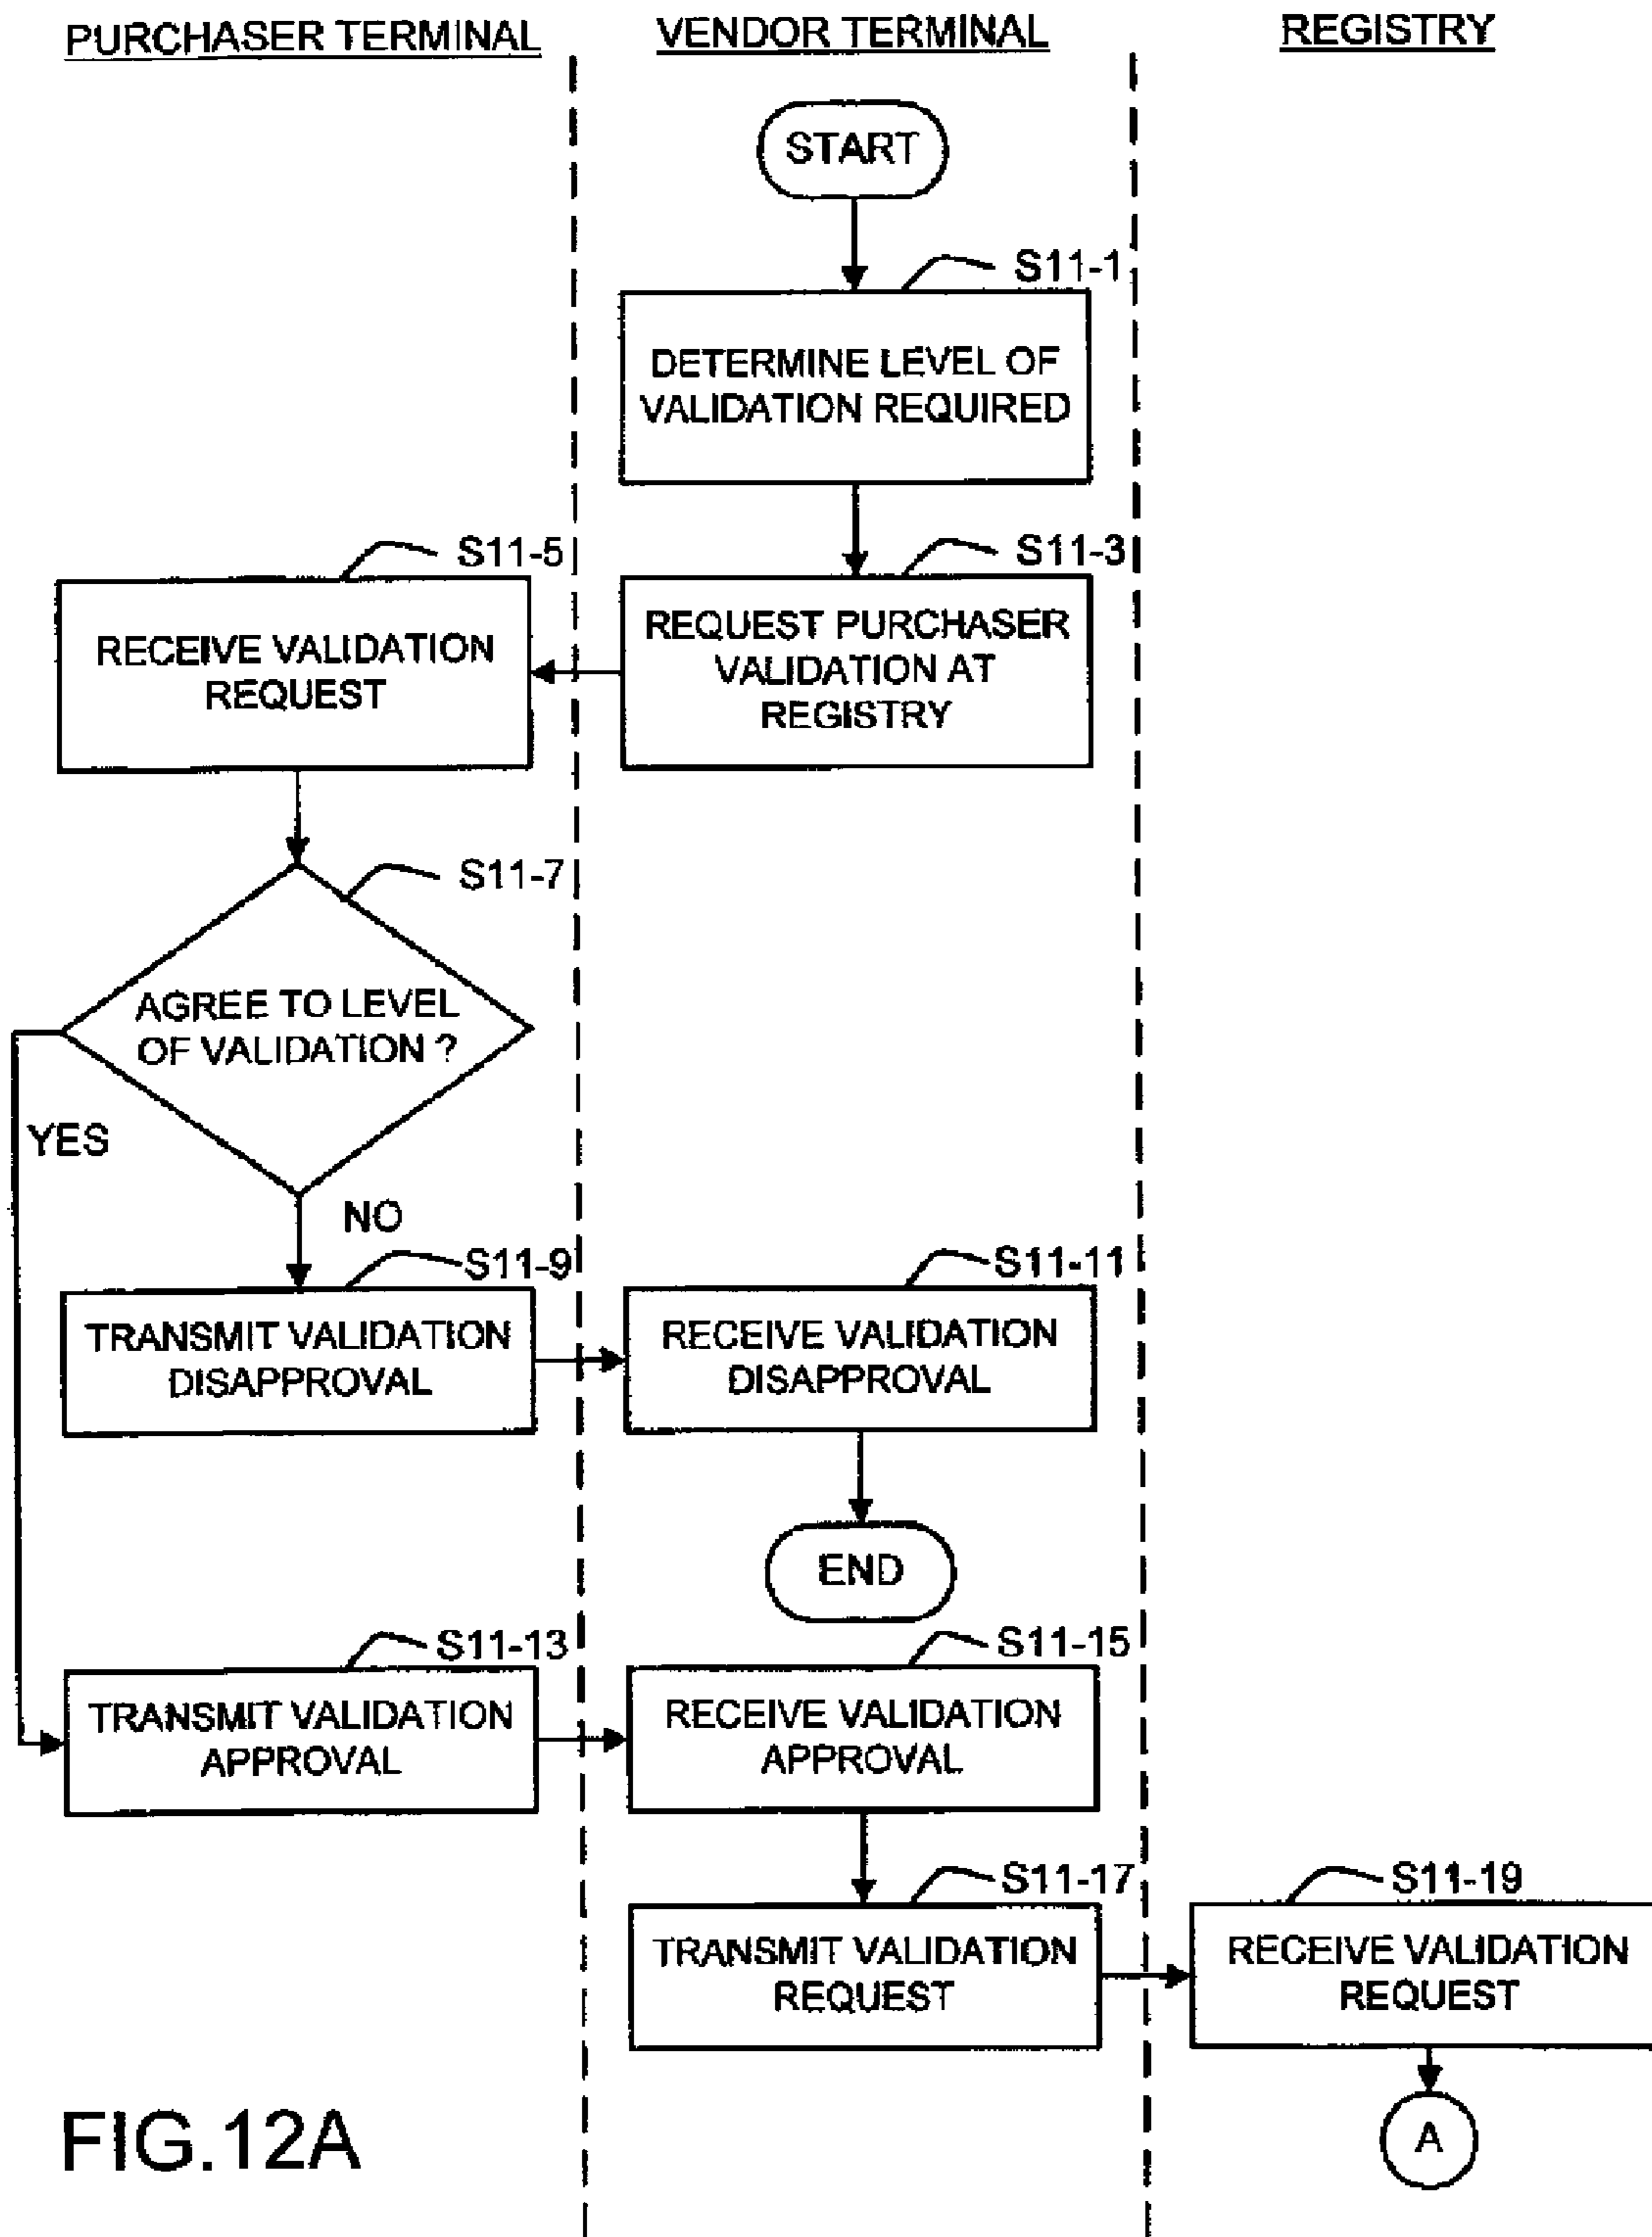 PURCHASER TERMINAL
VENDOR TERMINAL
REGISTRY
START
S11-1
DETERMINE LEVEL OF
VALIDATION REQUIRED
S11-5
S11-3
RECEIVE VALIDATION
REQUEST
REQUEST PURCHASER
VALIDATION AT
REGISTRY
S11-7
AGREE TO LEVEL
OF VALIDATION ?
YES
NO
S11-9
S11-11
TRANSMIT VALIDATION
DISAPPROVAL
RECEIVE VALIDATION
DISAPPROVAL
END
S11-13
S11-15
TRANSMIT VALIDATION
APPROVAL
RECEIVE VALIDATION
APPROVAL
S11-17
S11-19
TRANSMIT VALIDATION
REQUEST
RECEIVE VALIDATION
REQUEST
A
FIG.12A